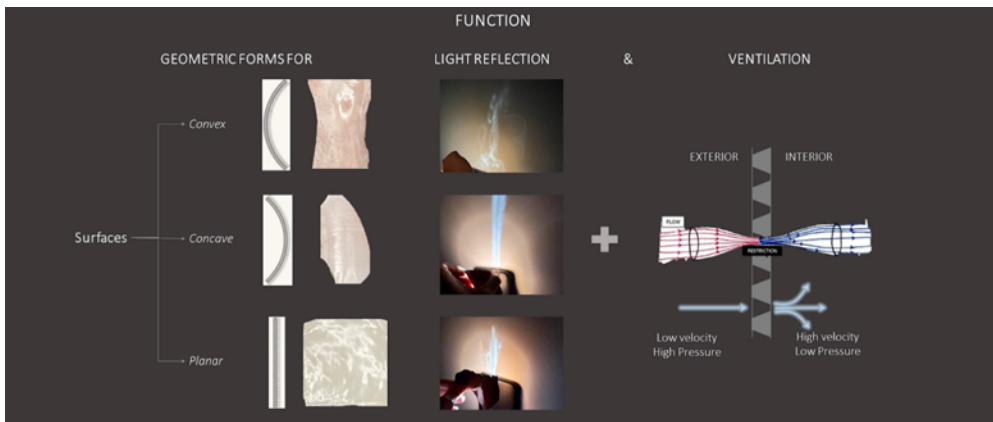 FUNCTION
GEOMETRIC FORMS FOR
LIGHT REFLECTION
&
VENTILATION
Convex
EXTERIOR
INTERIOR
FLOW
Surfaces
Concave
RESTRICTION
Low velocity
High Pressure
High velocity
Low Pressure
Planar